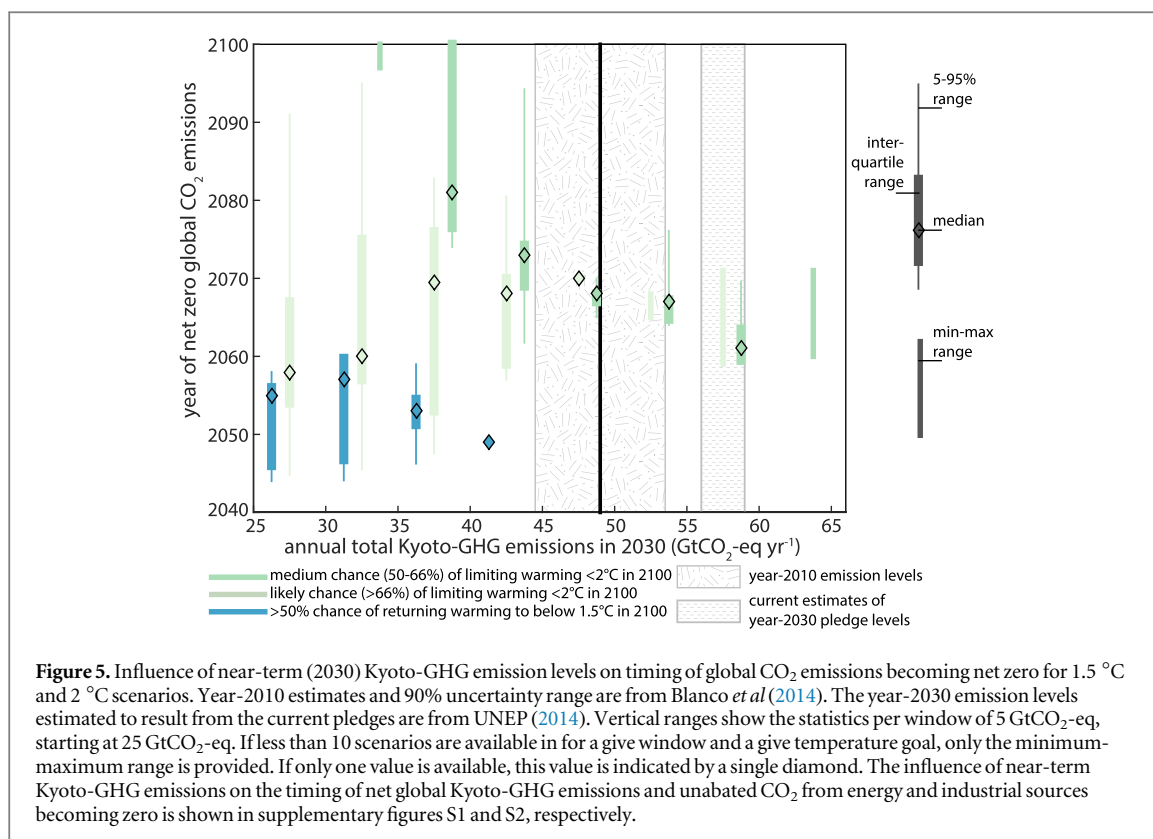 2100
2090
2080
2070
2060
2050
2040
year of net zero global CO2 emissions
25 30 35 40 45 50 55 60 65
annual total Kyoto-GHG emissions in 2030 (GtCO2-eq yr-1)
5-95%
range
inter-
quartile
range
median
min-max
range
medium chance (50-66%) of limiting warming <2°C in 2100
likely chance (>66%) of limiting warming <2°C in 2100
>50% chance of returning warming to below 1.5°C in 2100
year-2010 emission levels
current estimates of
year-2030 pledge levels
Figure 5. Influence of near-term (2030) Kyoto-GHG emission levels on timing of global CO2 emissions becoming net zero for 1.5 °C
and 2 °C scenarios. Year-2010 estimates and 90% uncertainty range are from Blanco et al (2014). The year-2030 emission levels
estimated to result from the current pledges are from UNEP (2014). Vertical ranges show the statistics per window of 5 GtCO2-eq,
starting at 25 GtCO2-eq. If less than 10 scenarios are available in for a give window and a give temperature goal, only the minimum-
maximum range is provided. If only one value is available, this value is indicated by a single diamond. The influence of near-term
Kyoto-GHG emissions on the timing of net global Kyoto-GHG emissions and unabated CO2 from energy and industrial sources
becoming zero is shown in supplementary figures S1 and S2, respectively.